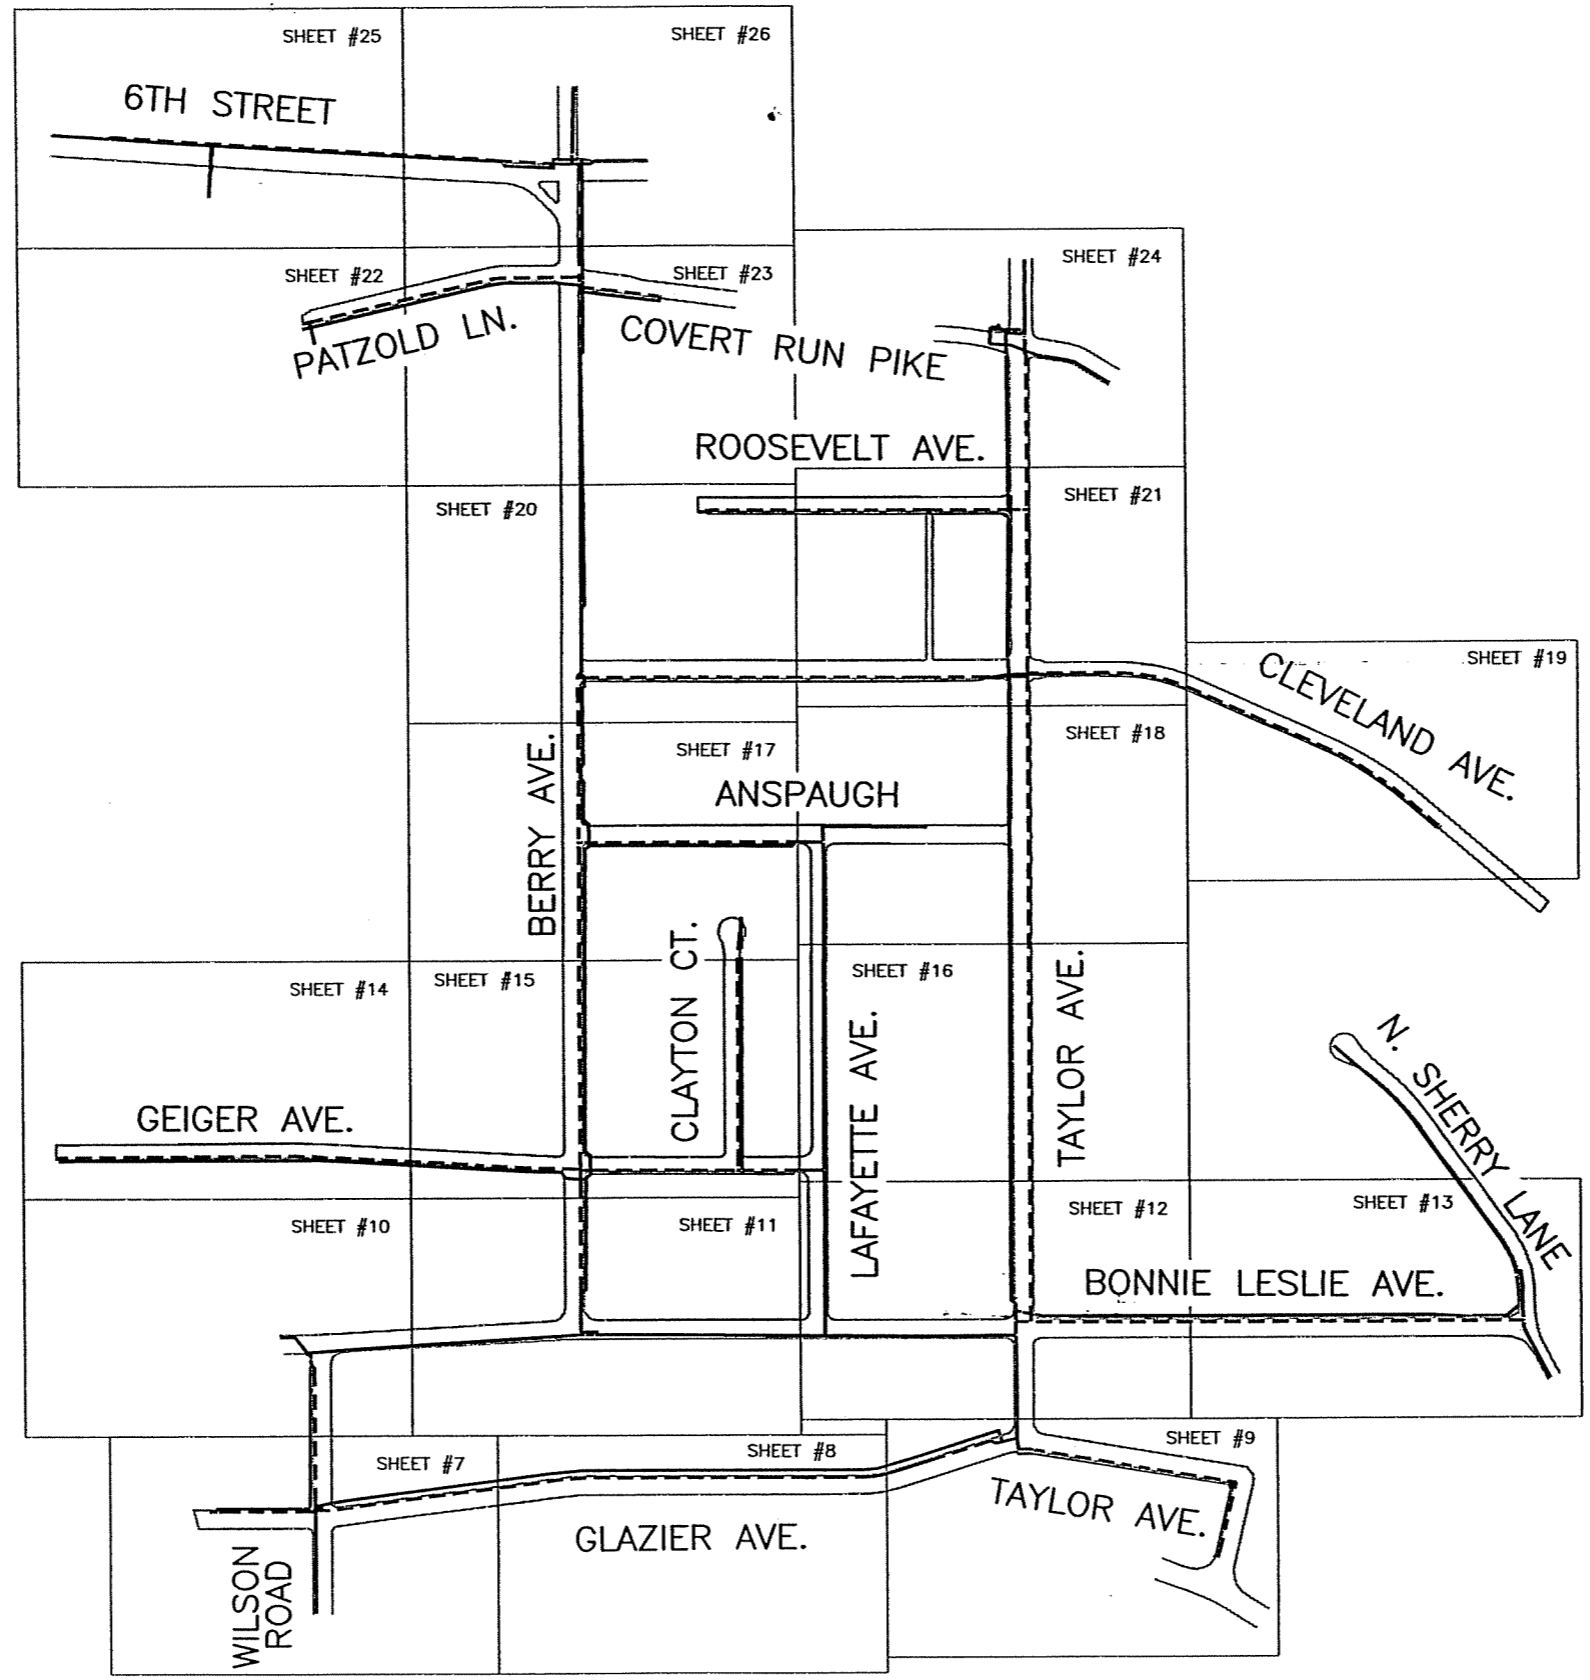 SHEET #25
SHEET #26
6TH STREET
SHEET #22
SHEET #23
SHEET #24
PATZOLD LN.
COVERT RUN PIKE
ROOSEVELT AVE.
SHEET #20
SHEET #21
CLEVELAND AVE.
SHEET #19
BERRY AVE.
SHEET #17
SHEET #18
ANSPAUGH
SHEET #14
SHEET #15
CLAYTON CT.
SHEET #16
LAFAYETTE AVE.
TAYLOR AVE.
N. SHERRY LANE
GEIGER AVE.
SHEET #10
SHEET #11
SHEET #12
SHEET #13
BONNIE LESLIE AVE.
SHEET #7
SHEET #8
SHEET #9
TAYLOR AVE.
GLAZIER AVE.
WILSON
ROAD